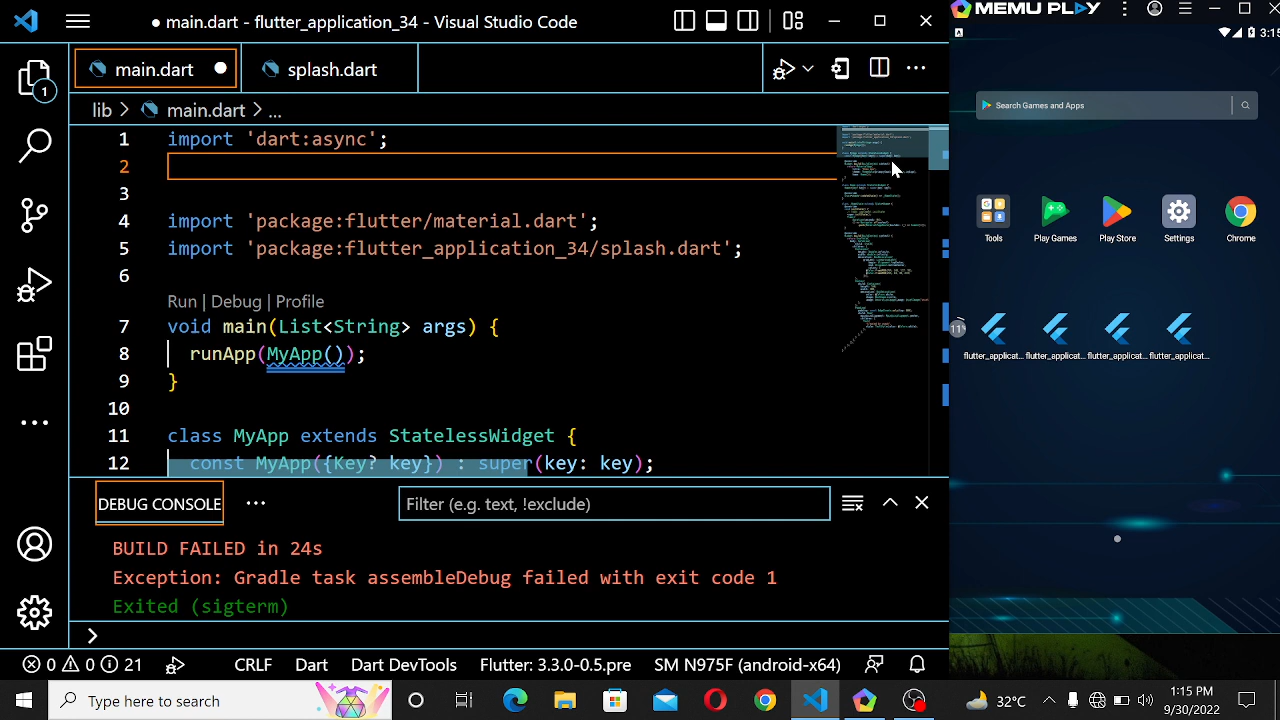 main.dart - flutter_application_34 - Visual Studio Code
main.dart
splash.dart
1
lib > main.dart > ...
1 import 'dart:async';
2
3
4 import 'package:flutter/material.dart';
5 import 'package:flutter_application_34/splash.dart';
6
Run | Debug | Profile
7 void main(List<String> args) {
8 runApp(MyApp());
9 }
10
11 class MyApp extends StatelessWidget {
12 const MyApp({Key? key}) : super(key: key);
DEBUG CONSOLE
Filter (e.g. text, !exclude)
BUILD FAILED in 24s
Exception: Gradle task assembleDebug failed with exit code 1
Exited (sigterm)
0 0 21 CRLF Dart Dart DevTools Flutter: 3.3.0-0.5.pre SM N975F (android-x64)
MEMU PLAY
3:15
Search Games and Apps
Tools
Play Games
Settings
Chrome
11%
flutter_applicat... flutter_applicat... flutter_applicat... flutter_applicat...
Type here to search
32°C
1:15 PM
9/30/2022